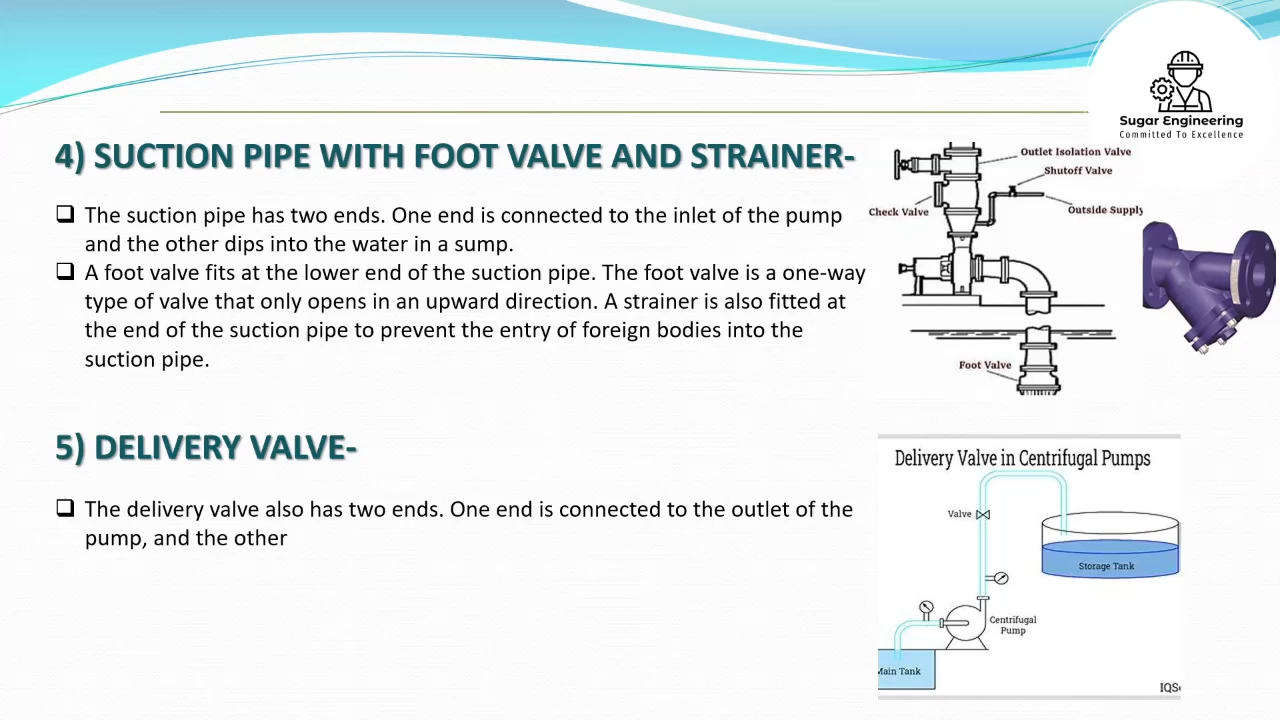 Sugar Engineering
Committed To Excellence
4) SUCTION PIPE WITH FOOT VALVE AND STRAINER-
❑ The suction pipe has two ends. One end is connected to the inlet of the pump
and the other dips into the water in a sump.
❑ A foot valve fits at the lower end of the suction pipe. The foot valve is a one-way
type of valve that only opens in an upward direction. A strainer is also fitted at
the end of the suction pipe to prevent the entry of foreign bodies into the
suction pipe.
Outlet Isolation Valve
Shutoff Valve
Check Valve
Outside Supply
Foot Valve
5) DELIVERY VALVE-
❑ The delivery valve also has two ends. One end is connected to the outlet of the
pump, and the other
Delivery Valve in Centrifugal Pumps
Valve
Storage Tank
Centrifugal
Pump
Main Tank